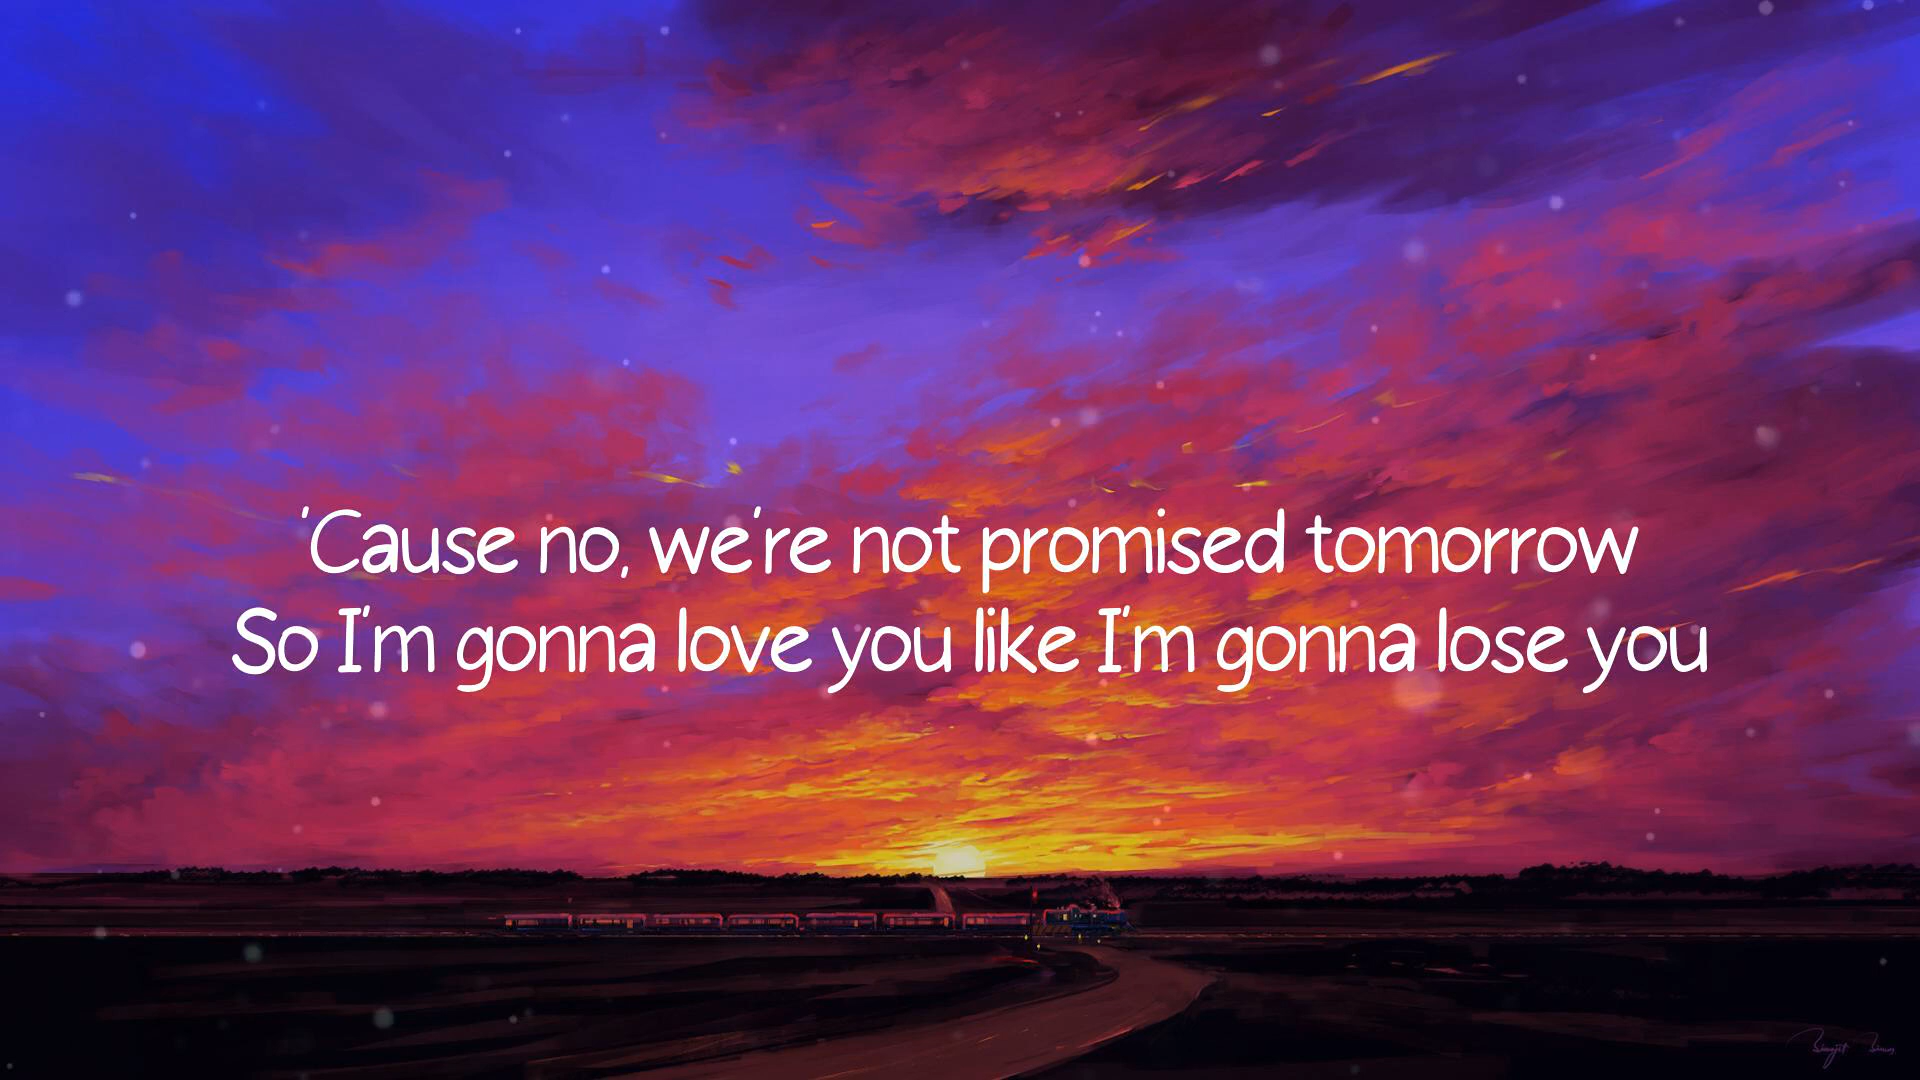 'Cause no, we're not promised tomorrow
So I'm gonna love you like I'm gonna lose you